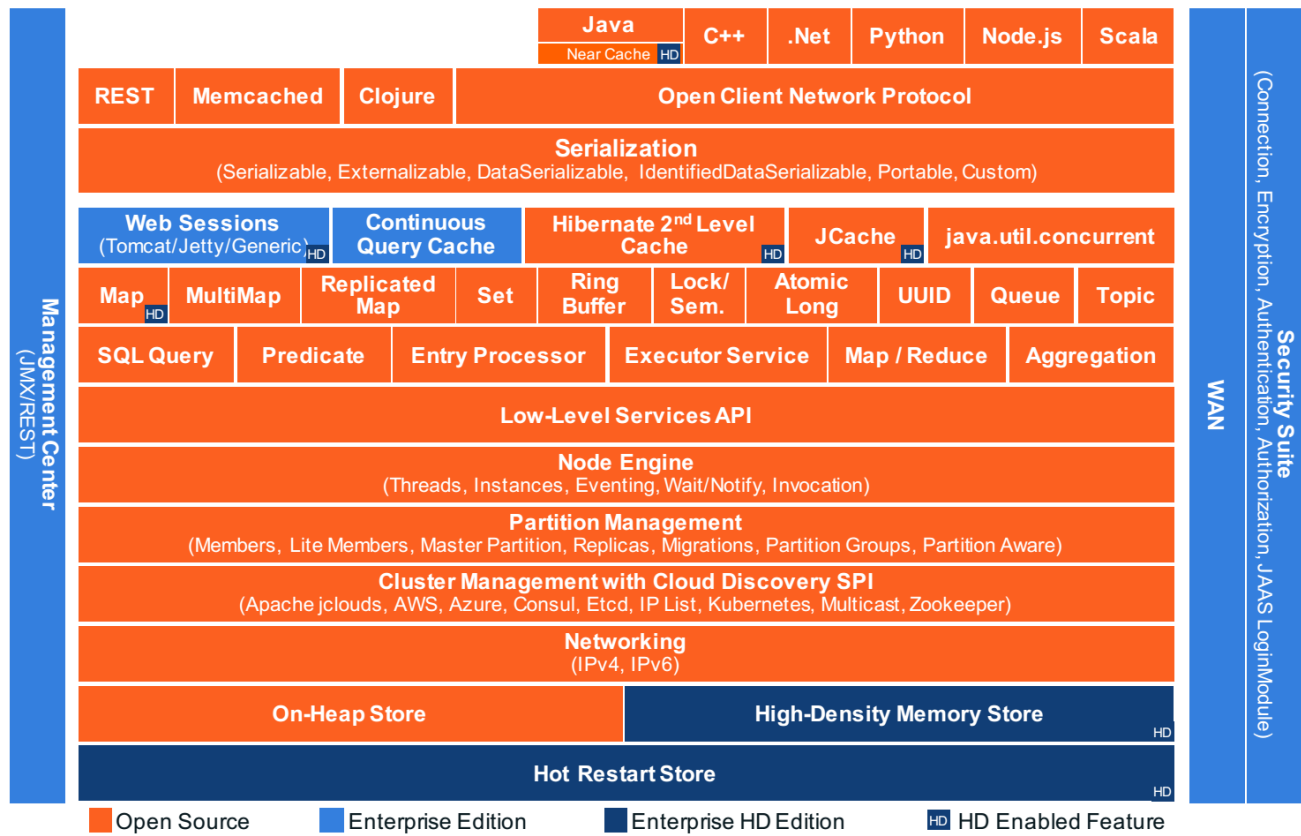 Java
Near Cache HD
C++
.Net
Python
Node.js
Scala
REST
Memcached
Clojure
Open Client Network Protocol
Serialization
(Serializable, Externalizable, DataSerializable, IdentifiedDataSerializable, Portable, Custom)
Web Sessions
(Tomcat/Jetty/Generic)
HD
Continuous
Query Cache
Hibernate 2nd Level
Cache
HD
JCache
HD
java.util.concurrent
Map
HD
MultiMap
Replicated
Map
Set
Ring
Buffer
Lock/
Sem.
Atomic
Long
UUID
Queue
Topic
SQL Query
Predicate
Entry Processor
Executor Service
Map / Reduce
Aggregation
Low-Level Services API
Node Engine
(Threads, Instances, Eventing, Wait/Notify, Invocation)
Partition Management
(Members, Lite Members, Master Partition, Replicas, Migrations, Partition Groups, Partition Aware)
Cluster Management with Cloud Discovery SPI
(Apache jclouds, AWS, Azure, Consul, Etcd, IP List, Kubernetes, Multicast, Zookeeper)
Networking
(IPv4, IPv6)
On-Heap Store
High-Density Memory Store
HD
Hot Restart Store
HD
Management Center
(JMX/REST)
WAN
Security Suite
(Connection, Encryption, Authentication, Authorization, JAAS LoginModule)
Open Source
Enterprise Edition
Enterprise HD Edition
HD HD Enabled Feature